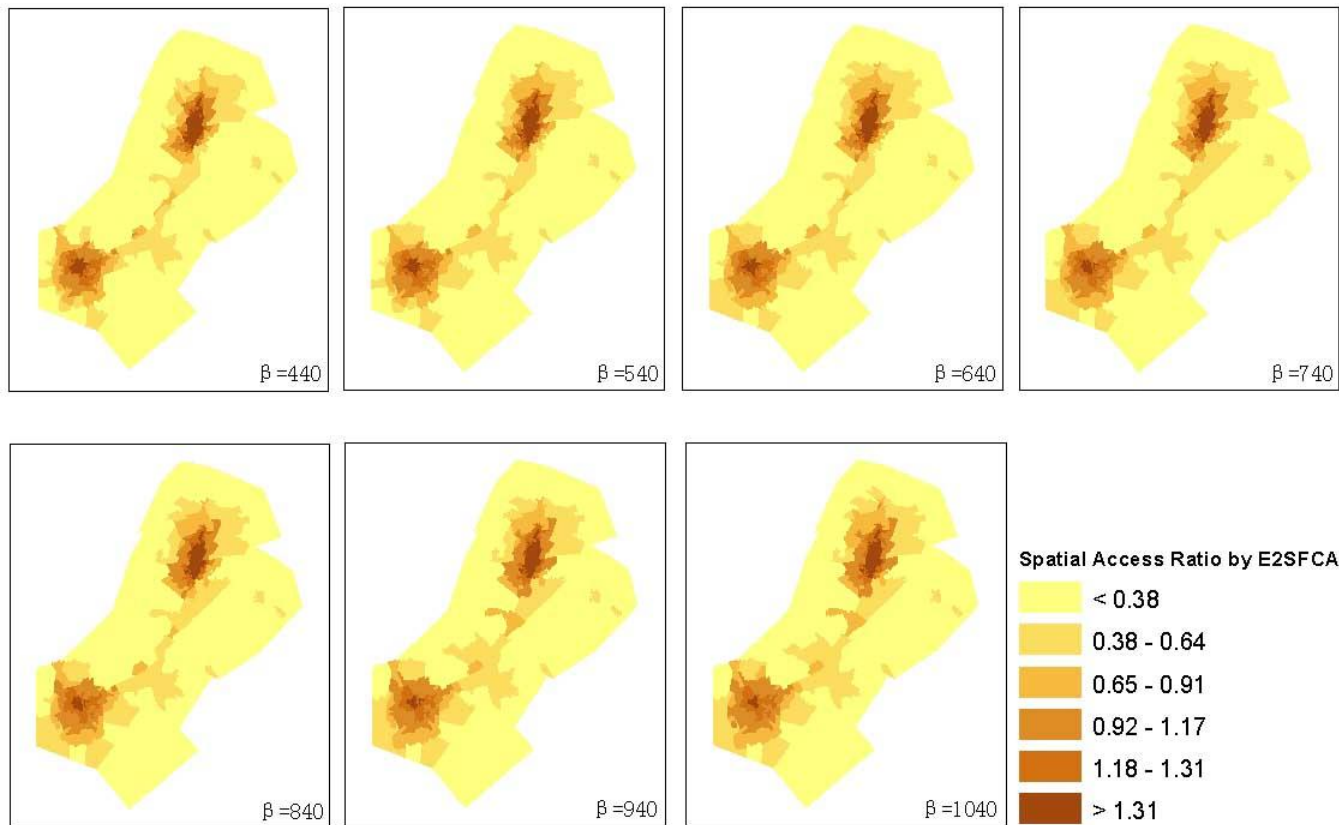 β=440
β=540
β=640
β=740
β=840
β=940
β=1040
Spatial Access Ratio by E2SFCA
< 0.38
0.38 - 0.64
0.65 - 0.91
0.92 - 1.17
1.18 - 1.31
> 1.31